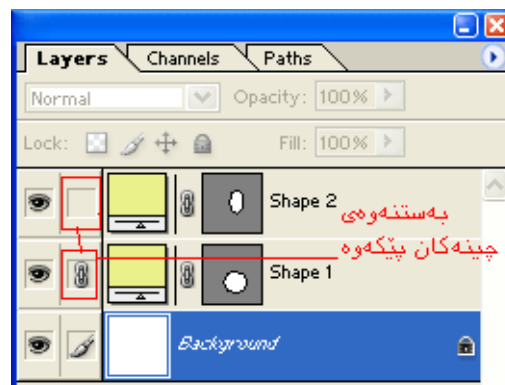 Layers Channels Paths
Normal Opacity: 100%
Lock: Fill: 100%
Shape 2
بەستنەوەی
چینەکان پێکەوە
Shape 1
Background